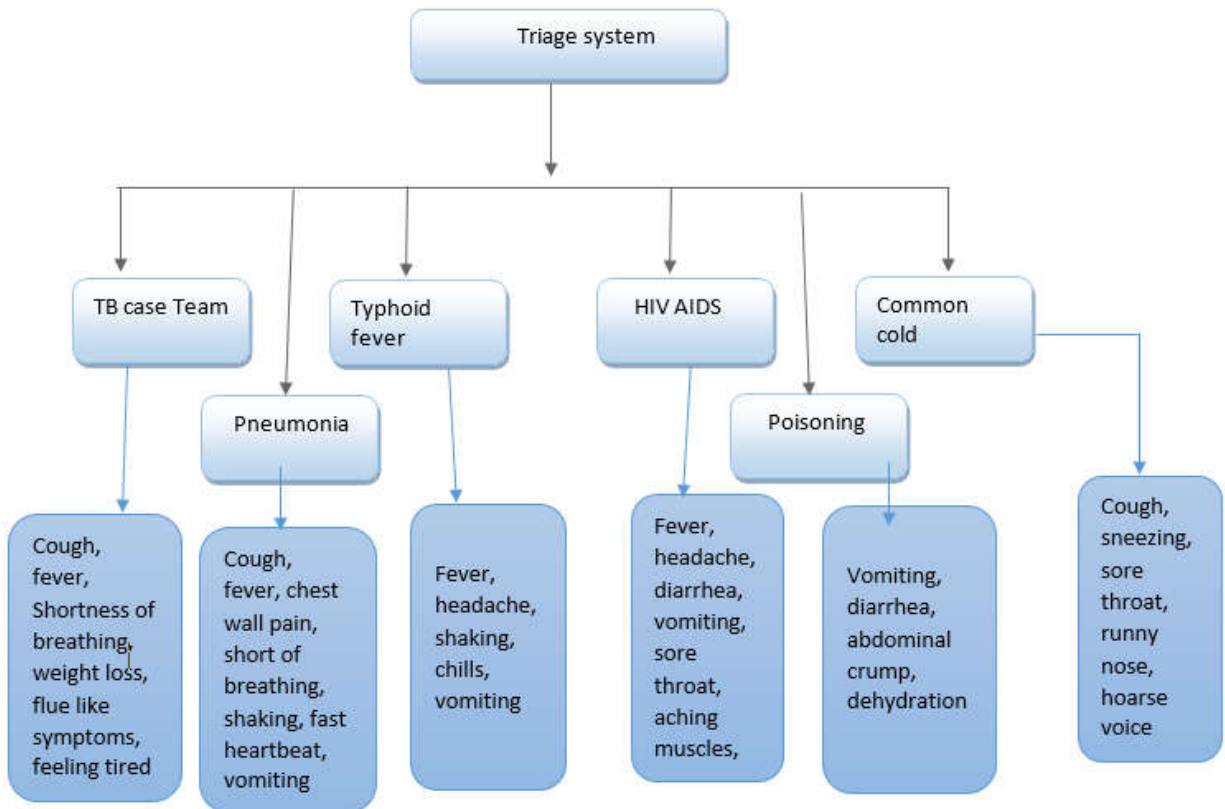 Triage system
TB case Team
Typhoid
fever
HIV AIDS
Common
cold
Pneumonia
Poisoning
Cough,
fever,
Shortness of
breathing,
weight loss,
flue like
symptoms,
feeling tired
Cough,
fever, chest
wall pain,
short of
breathing,
shaking, fast
heartbeat,
vomiting
Fever,
headache,
shaking,
chills,
vomiting
Fever,
headache,
diarrhea,
vomiting,
sore
throat,
aching
muscles,
Vomiting,
diarrhea,
abdominal
crump,
dehydration
Cough,
sneezing,
sore
throat,
runny
nose,
hoarse
voice